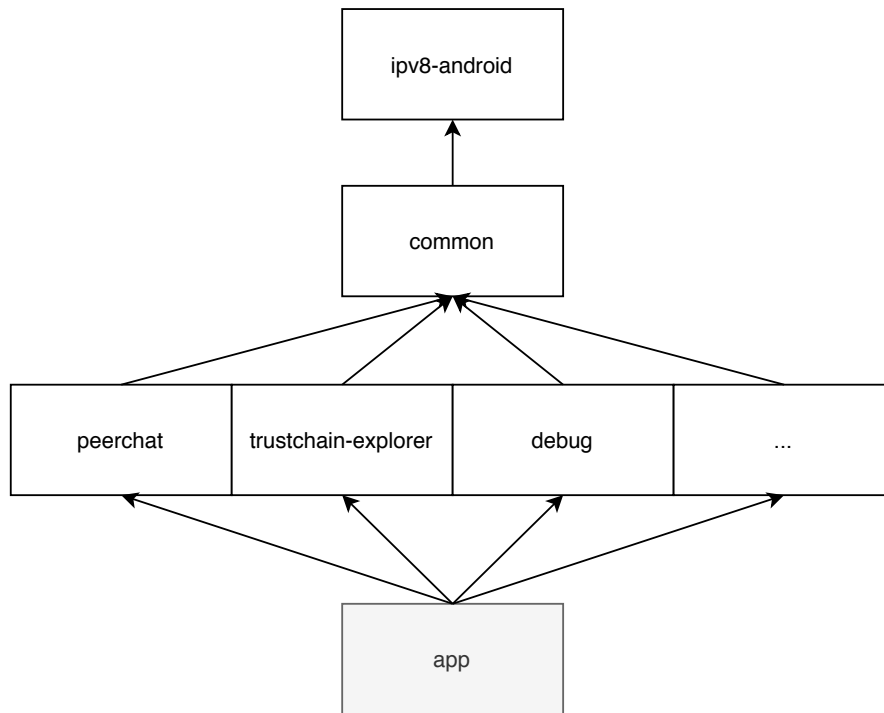 ipv8-android
common
peerchat
trustchain-explorer
debug
...
app